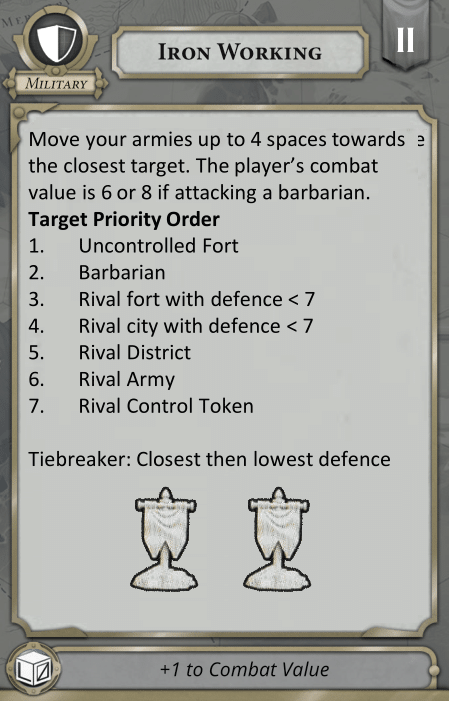 IRON WORKING
II
MILITARY
Move your armies up to 4 spaces towards e
the closest target. The player's combat
value is 6 or 8 if attacking a barbarian.
Target Priority Order
1. Uncontrolled Fort
2. Barbarian
3. Rival fort with defence < 7
4. Rival city with defence < 7
5. Rival District
6. Rival Army
7. Rival Control Token
Tiebreaker: Closest then lowest defence
+1 to Combat Value